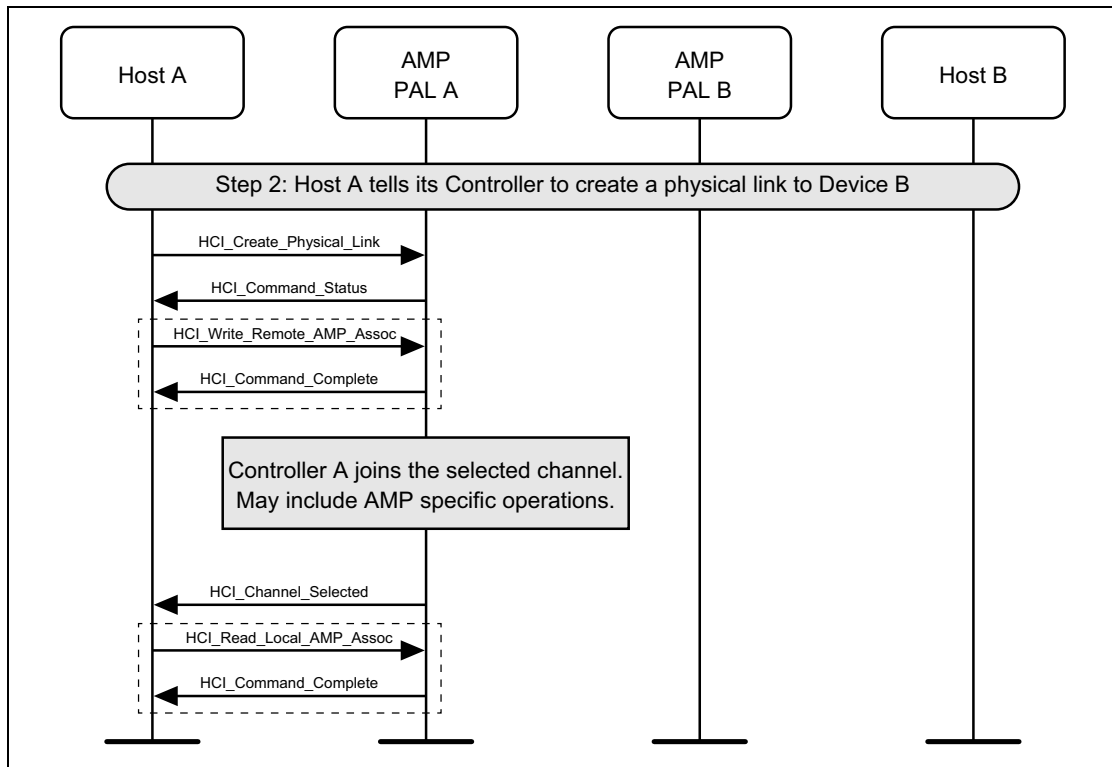 Host A
AMP
PAL A
AMP
PAL B
Host B
Step 2: Host A tells its Controller to create a physical link to Device B
HCI_Create_Physical_Link
HCI_Command_Status
HCI_Write_Remote_AMP_Assoc
HCI_Command_Complete
Controller A joins the selected channel.
May include AMP specific operations.
HCI_Channel_Selected
HCI_Read_Local_AMP_Assoc
HCI_Command_Complete